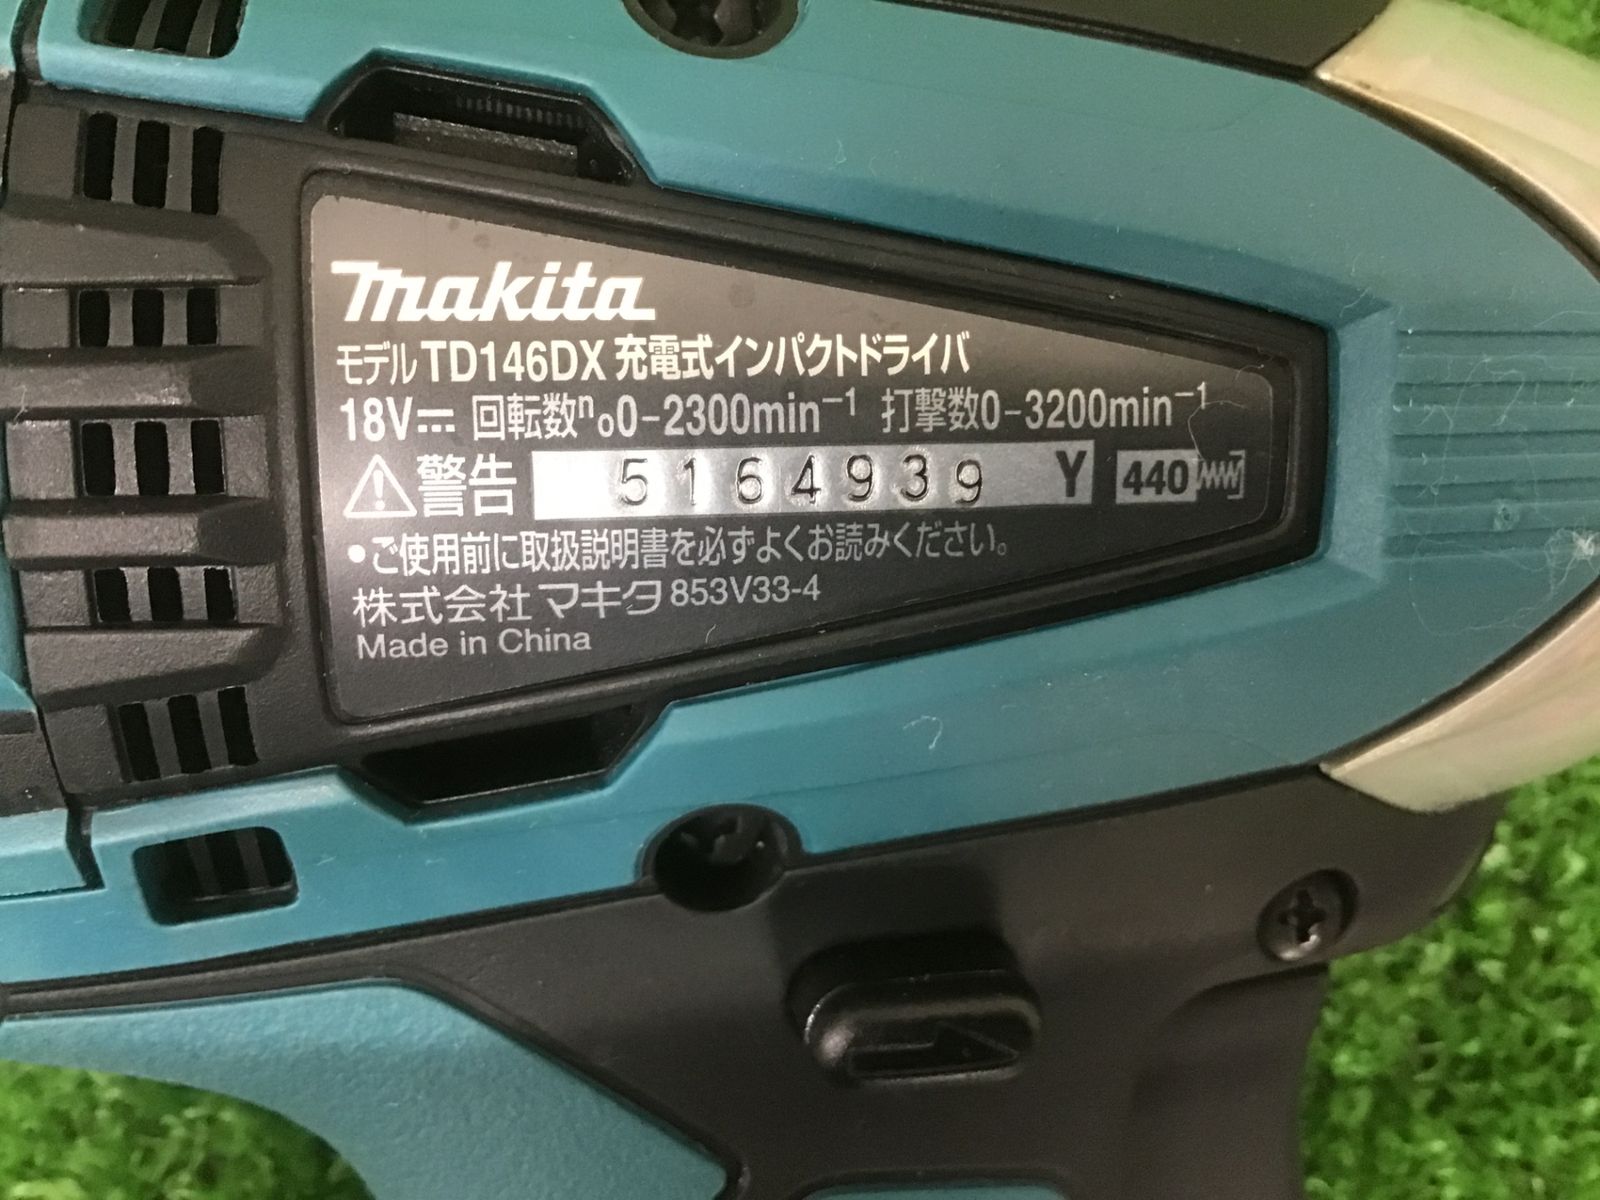 makita
モデル TD146DX 充電式インパクトドライバ
18V⎓ 回転数n₀0-2300min⁻¹ 打撃数0-3200min⁻¹
⚠警告 5164939 Y 440
•ご使用前に取扱説明書を必ずよくお読みください。
株式会社マキタ 853V33-4
Made in China